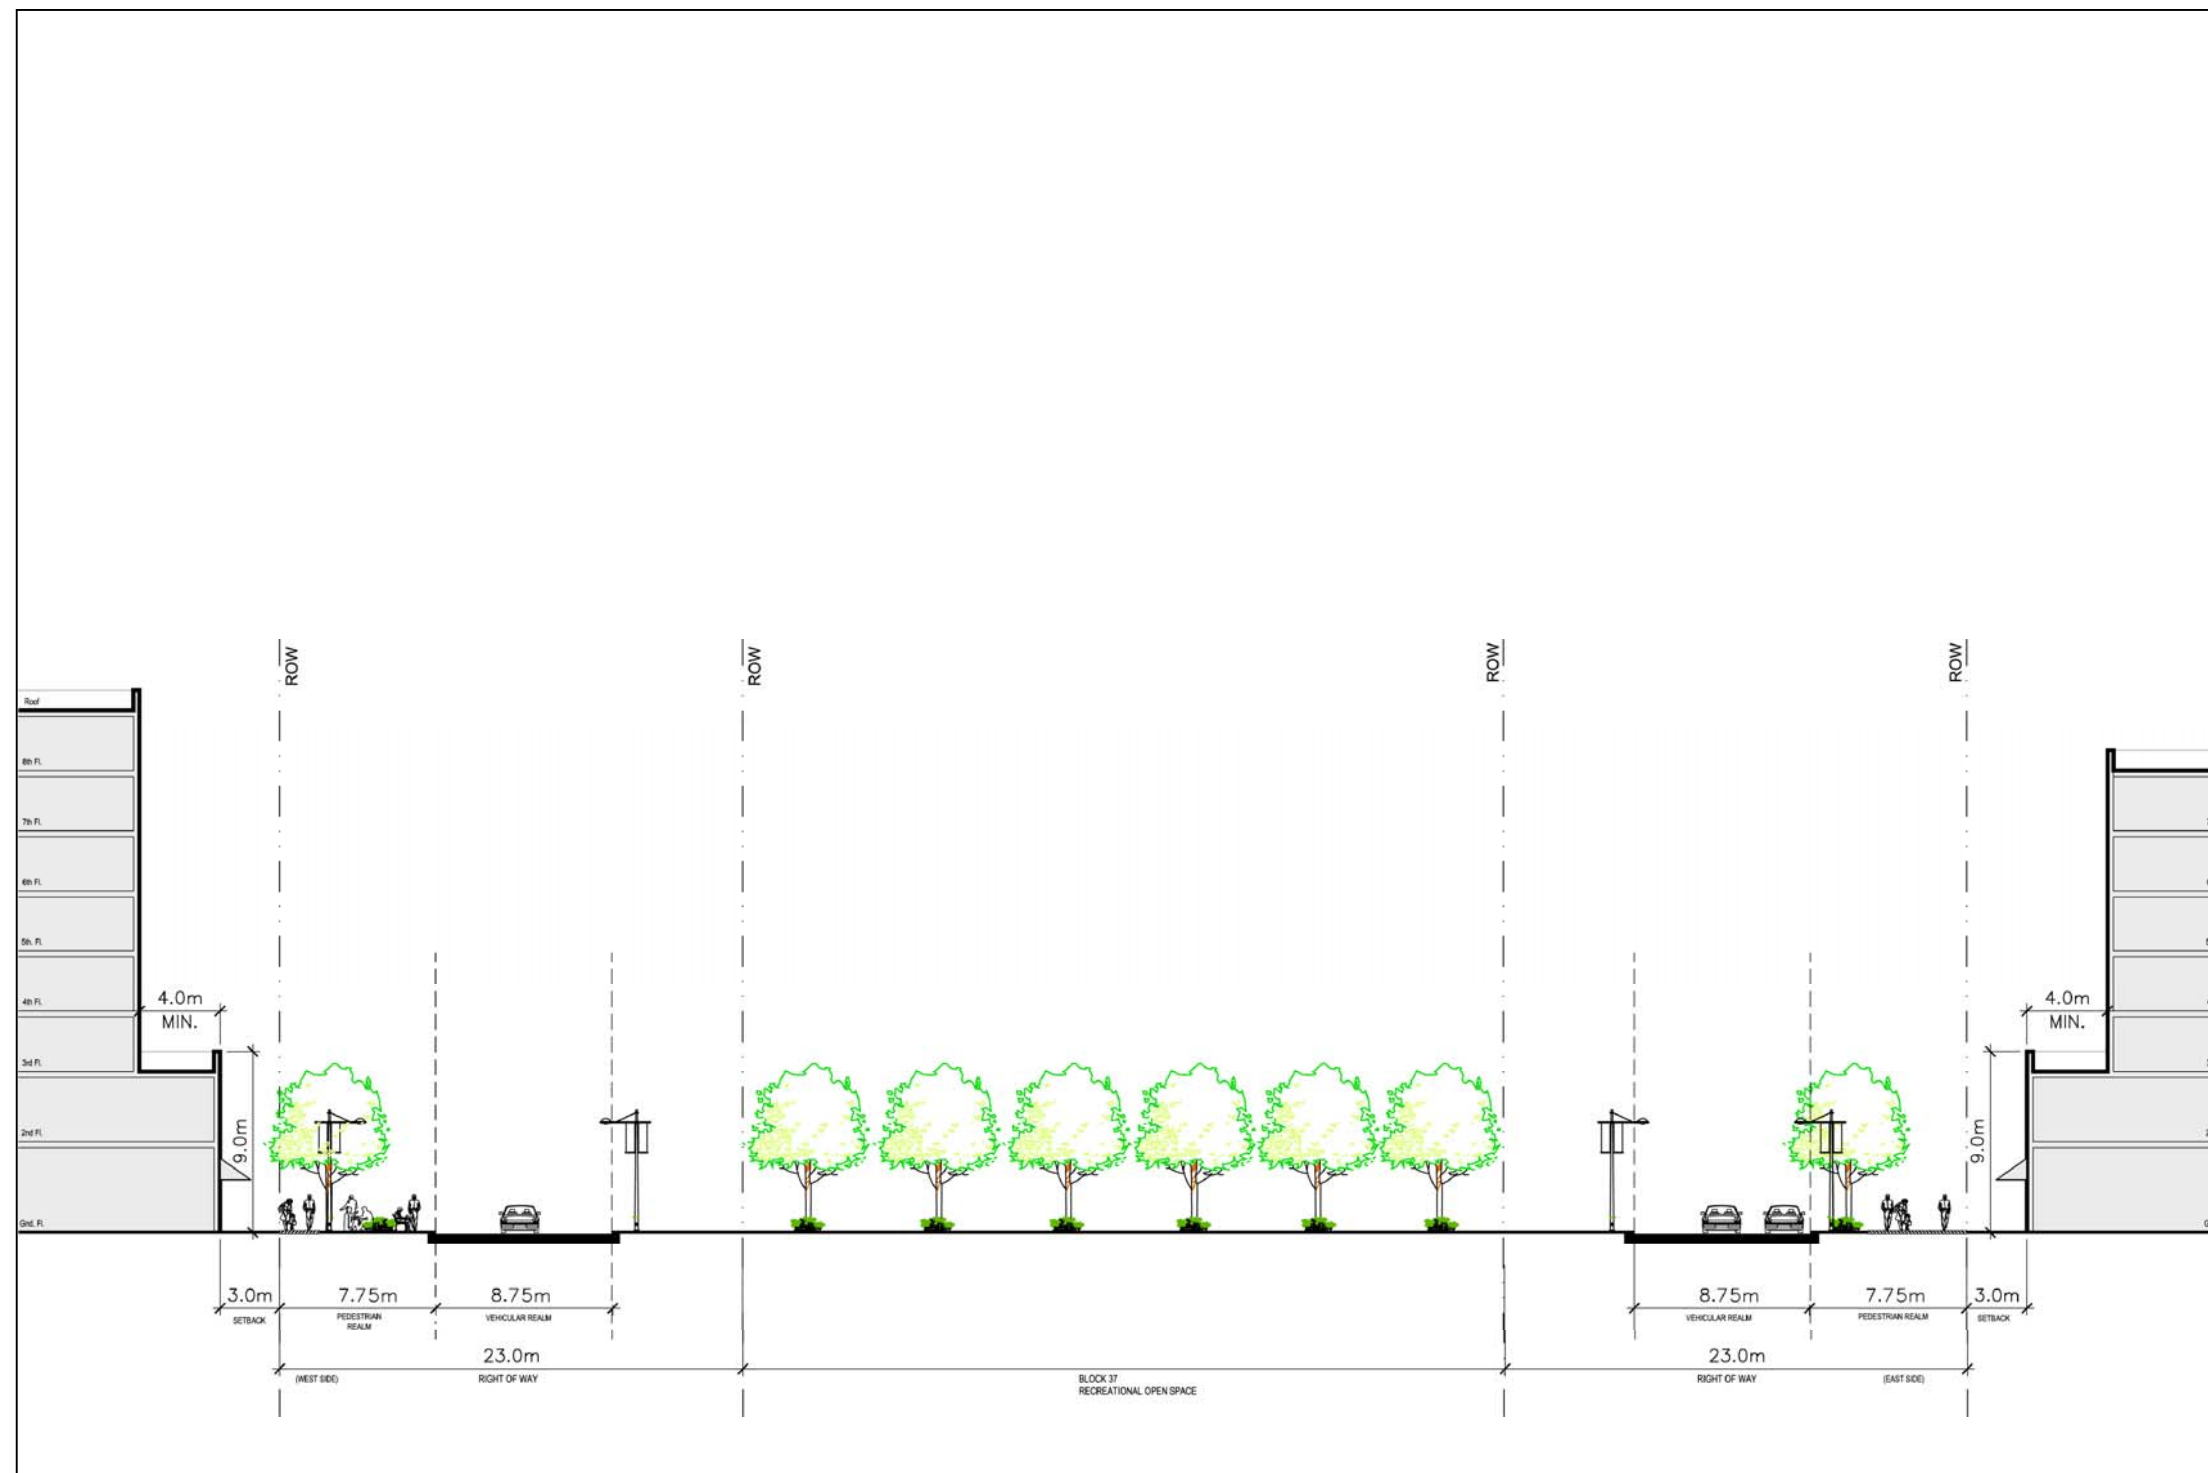 ROW
ROW
ROW
ROW
Roof
8th Fl.
7th Fl.
6th Fl.
5th. Fl.
4th Fl.
3rd Fl.
2nd Fl.
Gnd. Fl.
4.0m
MIN.
9.0m
4.0m
MIN.
9.0m
3.0m
SETBACK
7.75m
PEDESTRIAN
REALM
8.75m
VEHICULAR REALM
8.75m
VEHICULAR REALM
7.75m
PEDESTRIAN REALM
3.0m
SETBACK
23.0m
(WEST SIDE)
RIGHT OF WAY
BLOCK 37
RECREATIONAL OPEN SPACE
23.0m
RIGHT OF WAY
(EAST SIDE)